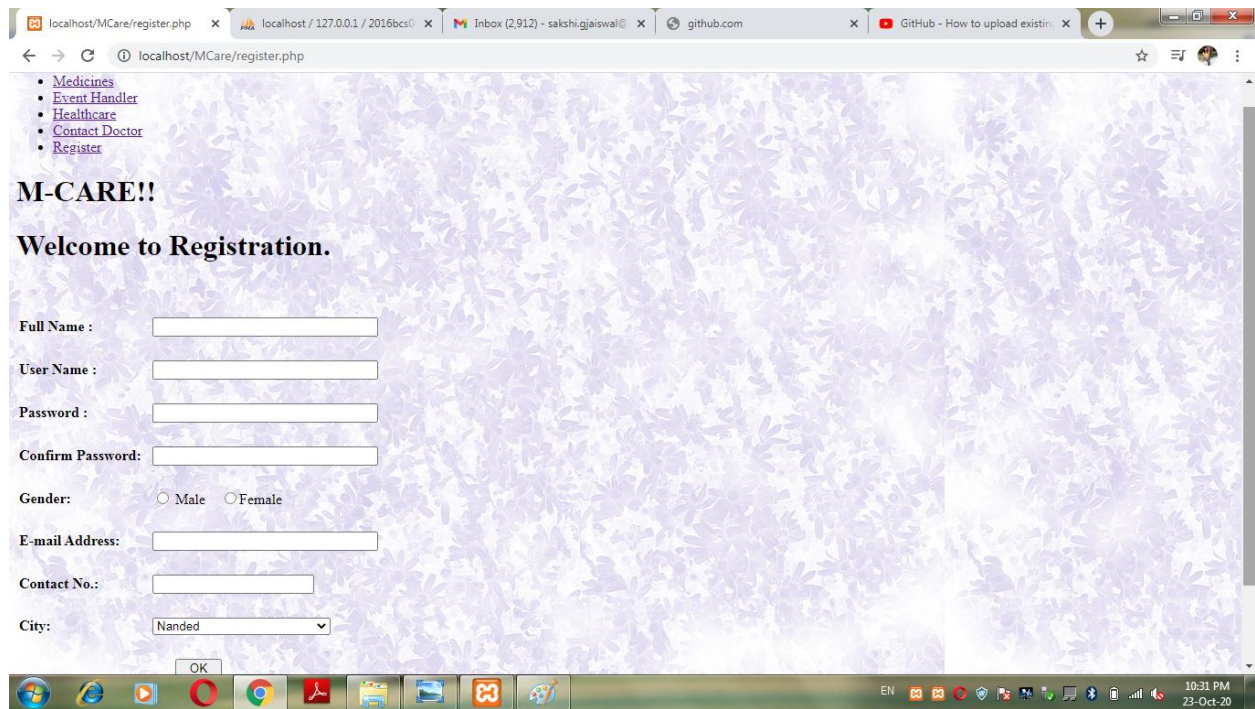 localhost/MCare/register.php
localhost / 127.0.0.1 / 2016bcs0
Inbox (2,912) - sakshi.gjaiswal@
github.com
GitHub - How to upload existin
localhost/MCare/register.php
Medicines
Event Handler
Healthcare
Contact Doctor
Register
M-CARE!!
Welcome to Registration.
Full Name :
User Name :
Password :
Confirm Password:
Gender: Male Female
E-mail Address:
Contact No.:
City: Nanded
OK
EN 10:31 PM
23-Oct-20